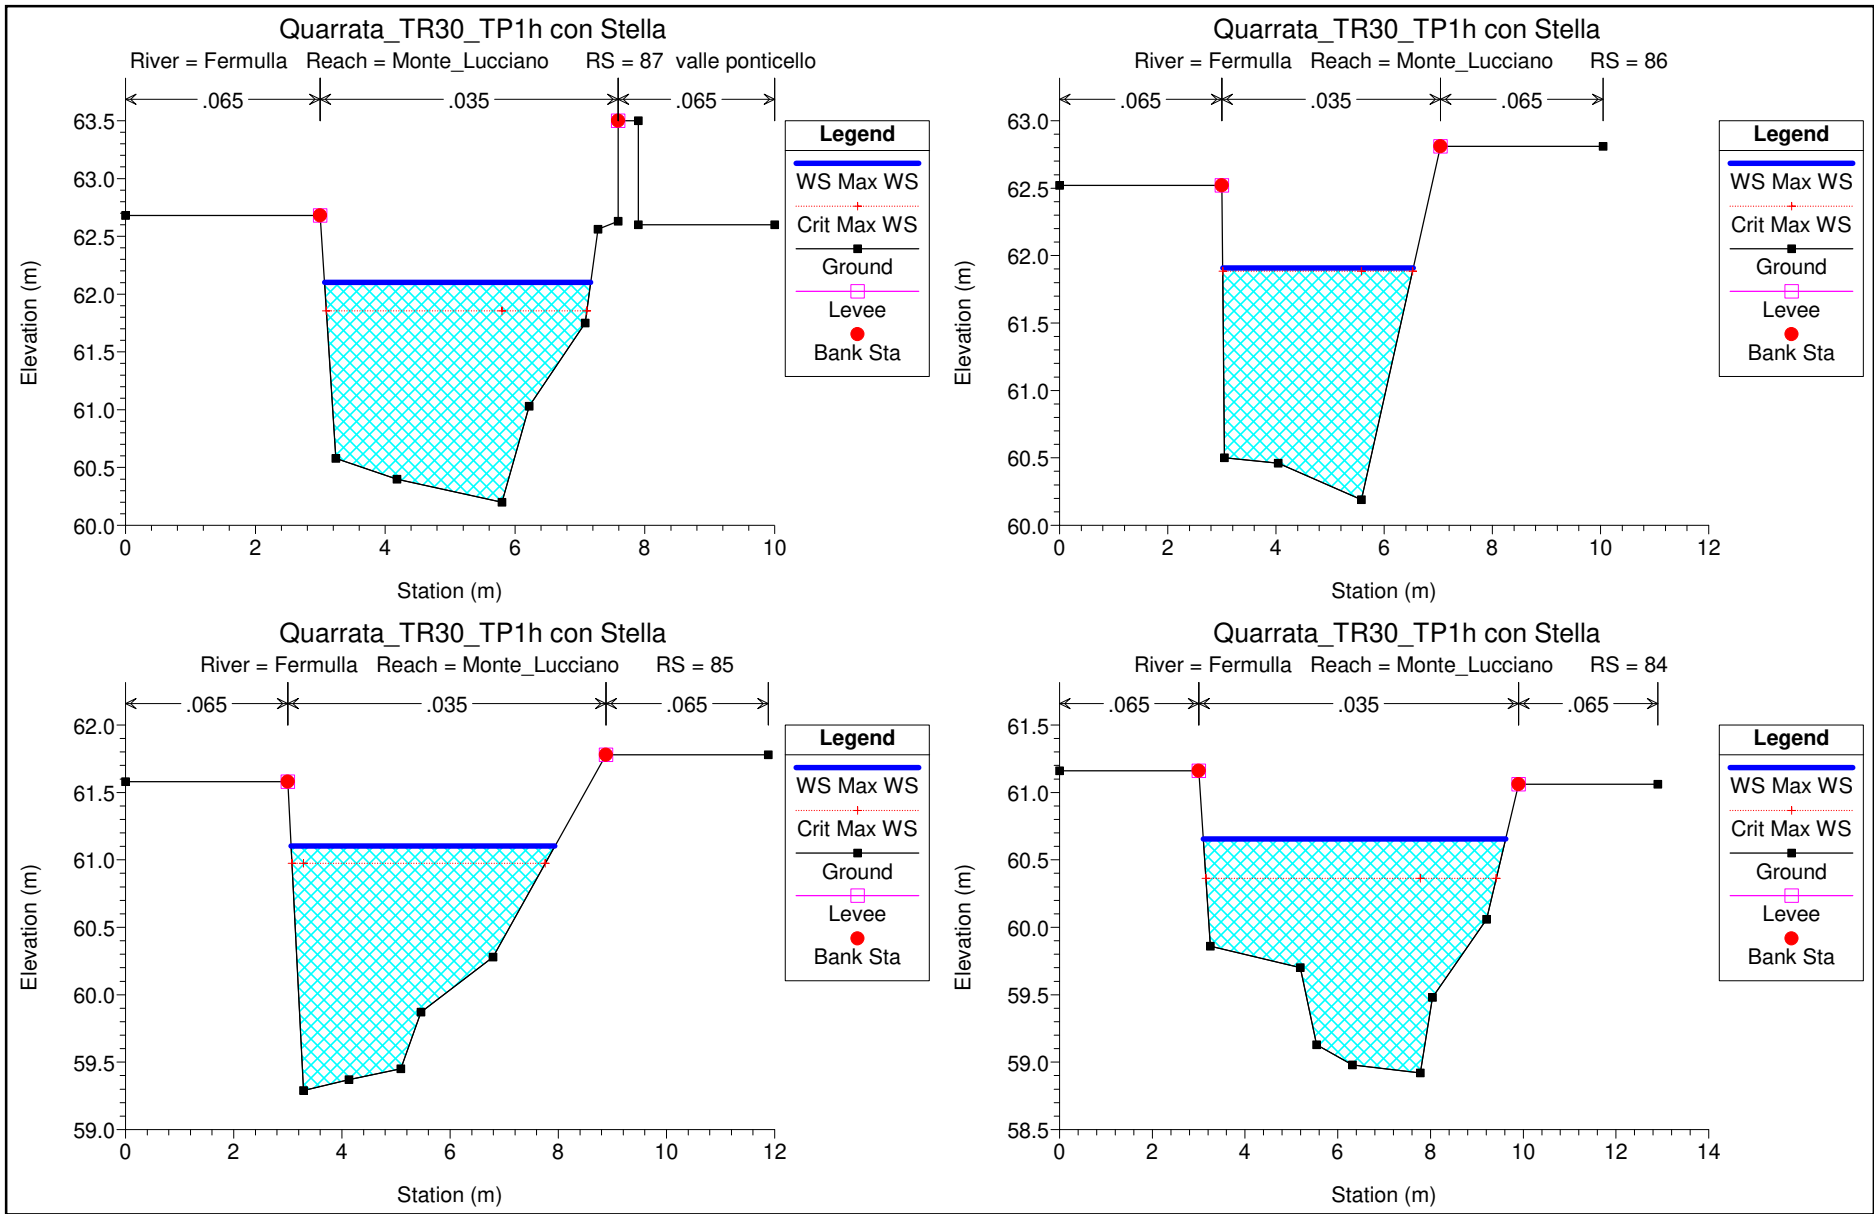 Quarrata_TR30_TP1h con Stella
River = Fermulla Reach = Monte_Lucciano RS = 87 valle ponticello
.065 .035 .065
63.5
63.0
62.5
62.0
61.5
61.0
60.5
60.0
Elevation (m)
0 2 4 6 8 10
Station (m)
Legend
WS Max WS
Crit Max WS
Ground
Levee
Bank Sta
Quarrata_TR30_TP1h con Stella
River = Fermulla Reach = Monte_Lucciano RS = 86
.065 .035 .065
63.0
62.5
62.0
61.5
61.0
60.5
60.0
Elevation (m)
0 2 4 6 8 10 12
Station (m)
Legend
WS Max WS
Crit Max WS
Ground
Levee
Bank Sta
Quarrata_TR30_TP1h con Stella
River = Fermulla Reach = Monte_Lucciano RS = 85
.065 .035 .065
62.0
61.5
61.0
60.5
60.0
59.5
59.0
Elevation (m)
0 2 4 6 8 10 12
Station (m)
Legend
WS Max WS
Crit Max WS
Ground
Levee
Bank Sta
Quarrata_TR30_TP1h con Stella
River = Fermulla Reach = Monte_Lucciano RS = 84
.065 .035 .065
61.5
61.0
60.5
60.0
59.5
59.0
58.5
Elevation (m)
0 2 4 6 8 10 12 14
Station (m)
Legend
WS Max WS
Crit Max WS
Ground
Levee
Bank Sta